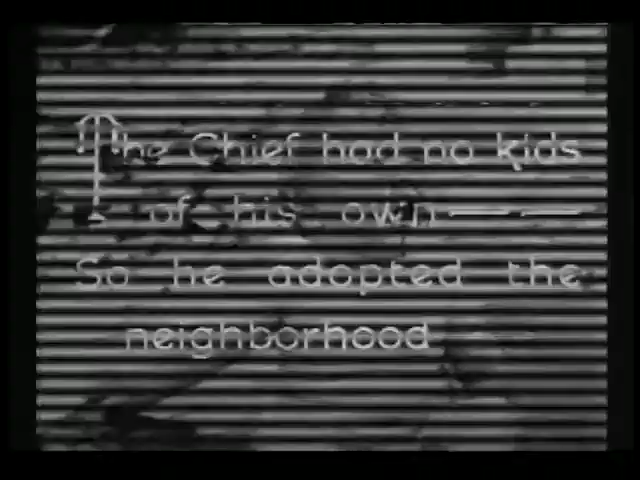 The Chief had no kids
of his own — —
So he adopted the
neighborhood